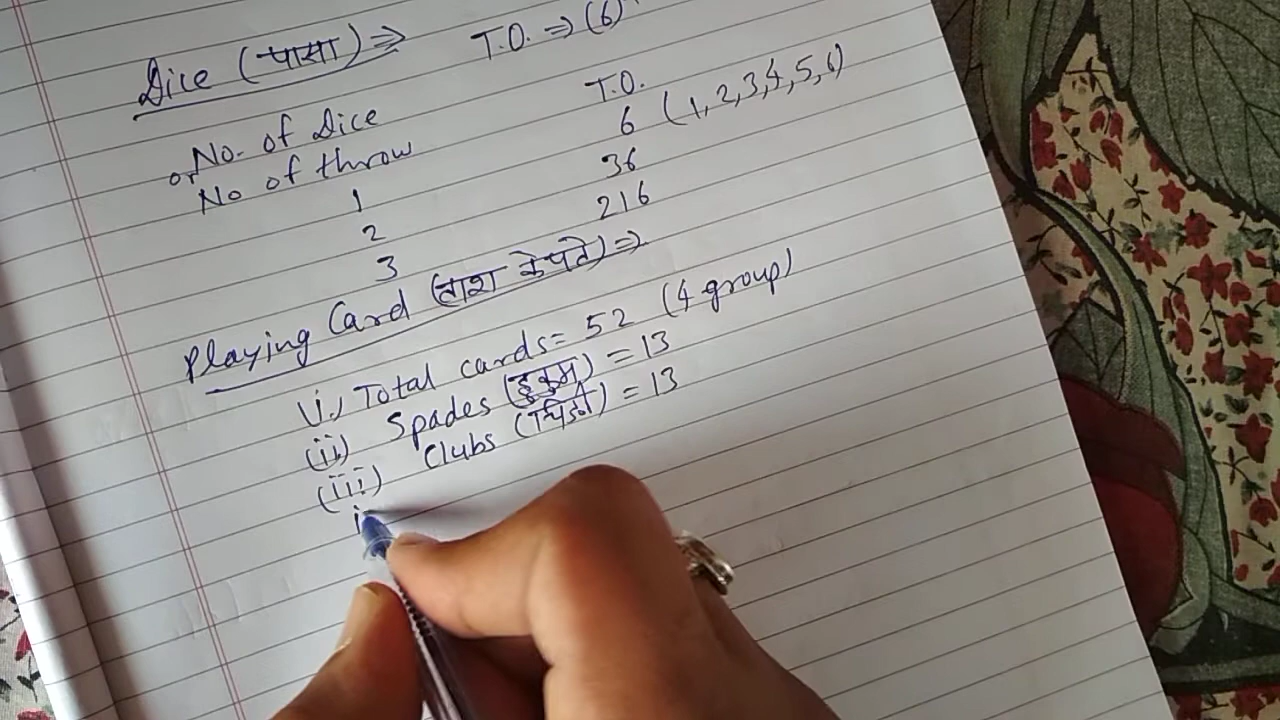 Dice (पासा) ⇒ T.O. ⇒ (6)
No. of Dice T.O.
or No of throw 6 (1,2,3,4,5,6)
1 36
2 216
3
Playing Card (ताश के पत्ते) ⇒
(i) Total cards = 52 (4 group)
(ii) Spades (हुकुम) = 13
(iii) Clubs (चिड़ी) = 13
i